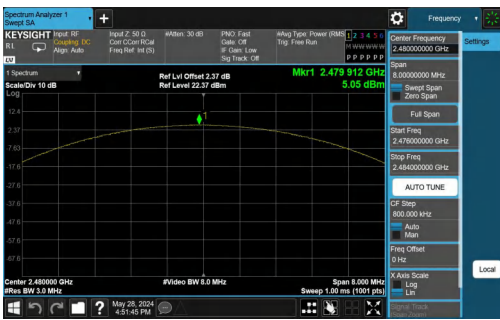 Spectrum Analyzer 1
Swept SA
Frequency
KEYSIGHT
Input: RF
Input Z: 50 Ω
#Atten: 30 dB
PNO: Fast
#Avg Type: Power (RMS)
1 2 3 4 5 6
RL
Coupling: DC
Corr CCorr RCal
Gate: Off
Trig: Free Run
M W W W W W
Align: Auto
Freq Ref: Int (S)
IF Gain: Low
P P P P P P
Sig Track: Off
LW
1 Spectrum
Ref Lvl Offset 2.37 dB
Mkr1 2.479 912 GHz
Scale/Div 10 dB
Ref Level 22.37 dBm
5.05 dBm
Log
12.4
2.37
-7.63
-17.6
-27.6
-37.6
-47.6
-57.6
-67.6
1
Center 2.480000 GHz
#Video BW 8.0 MHz
Span 8.000 MHz
#Res BW 3.0 MHz
Sweep 1.00 ms (1001 pts)
May 28, 2024
4:51:45 PM
Center Frequency
2.480000000 GHz
Settings
Span
8.00000000 MHz
Swept Span
Zero Span
Full Span
Start Freq
2.476000000 GHz
Stop Freq
2.484000000 GHz
AUTO TUNE
CF Step
800.000 kHz
Auto
Man
Freq Offset
0 Hz
X Axis Scale
Log
Lin
Local
Signal Track
(Span Zoom)